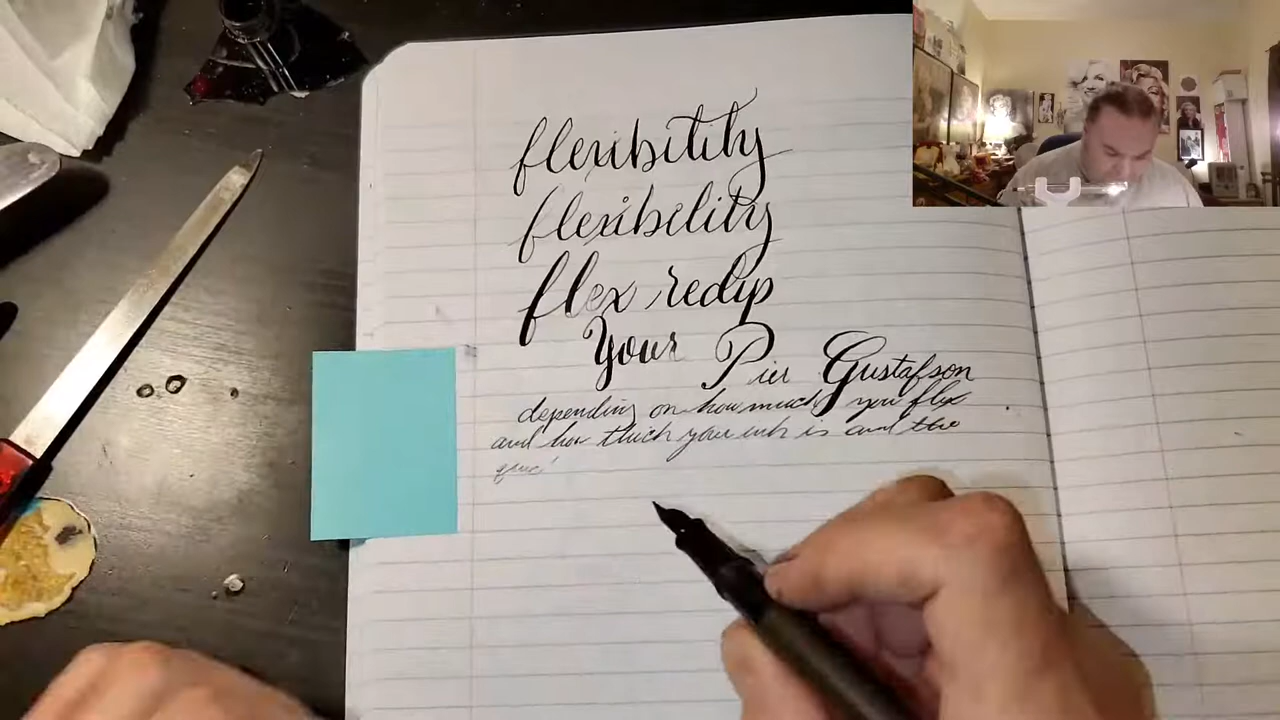 flexibility
flexibility
flex redip
Your Pier Gustafson
depending on how much you flex
and how thick your ink is and the